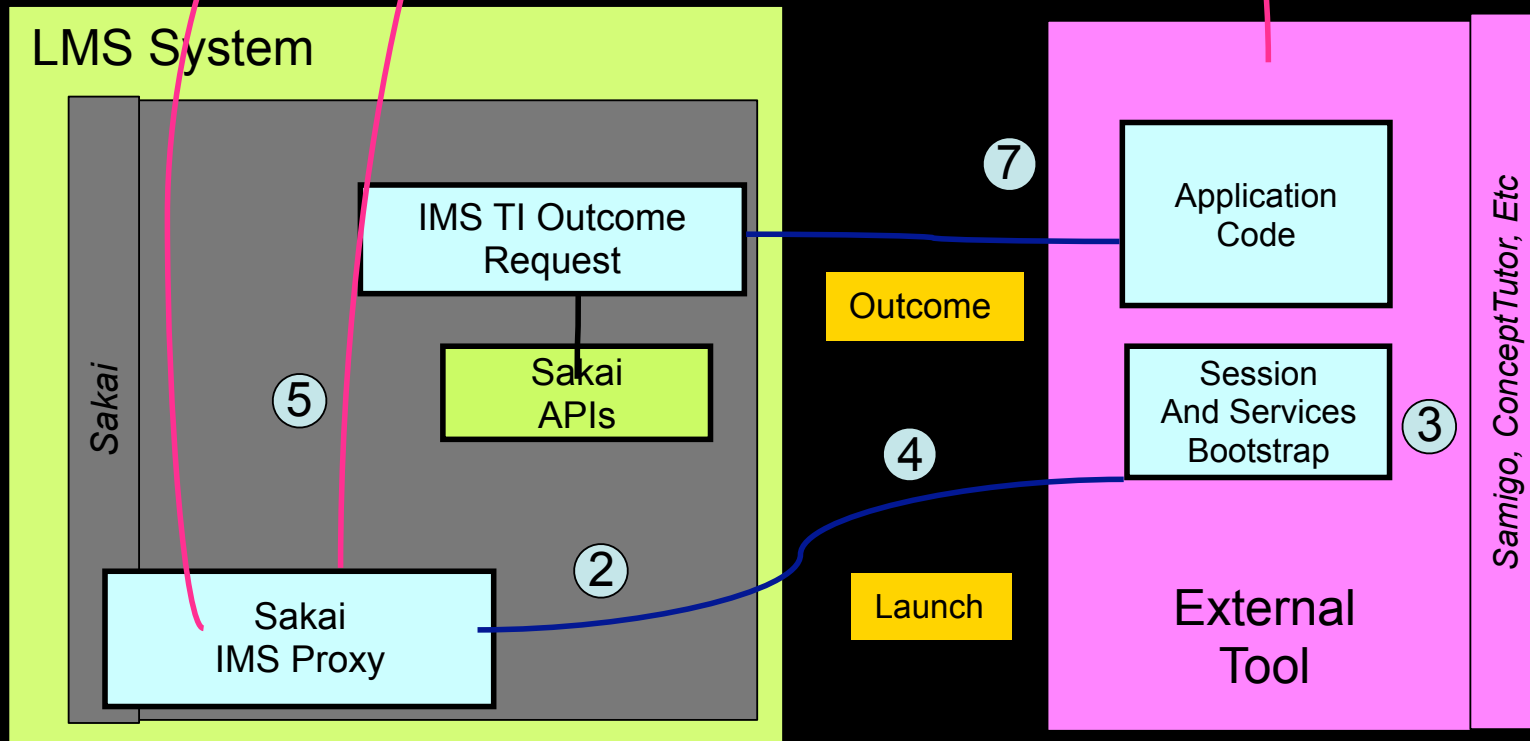 LMS System
Sakai
IMS TI Outcome
Request
Sakai
APIs
5
2
Sakai
IMS Proxy
7
Outcome
4
Launch
Application
Code
Session
And Services
Bootstrap
3
External
Tool
Samigo, ConceptTutor, Etc